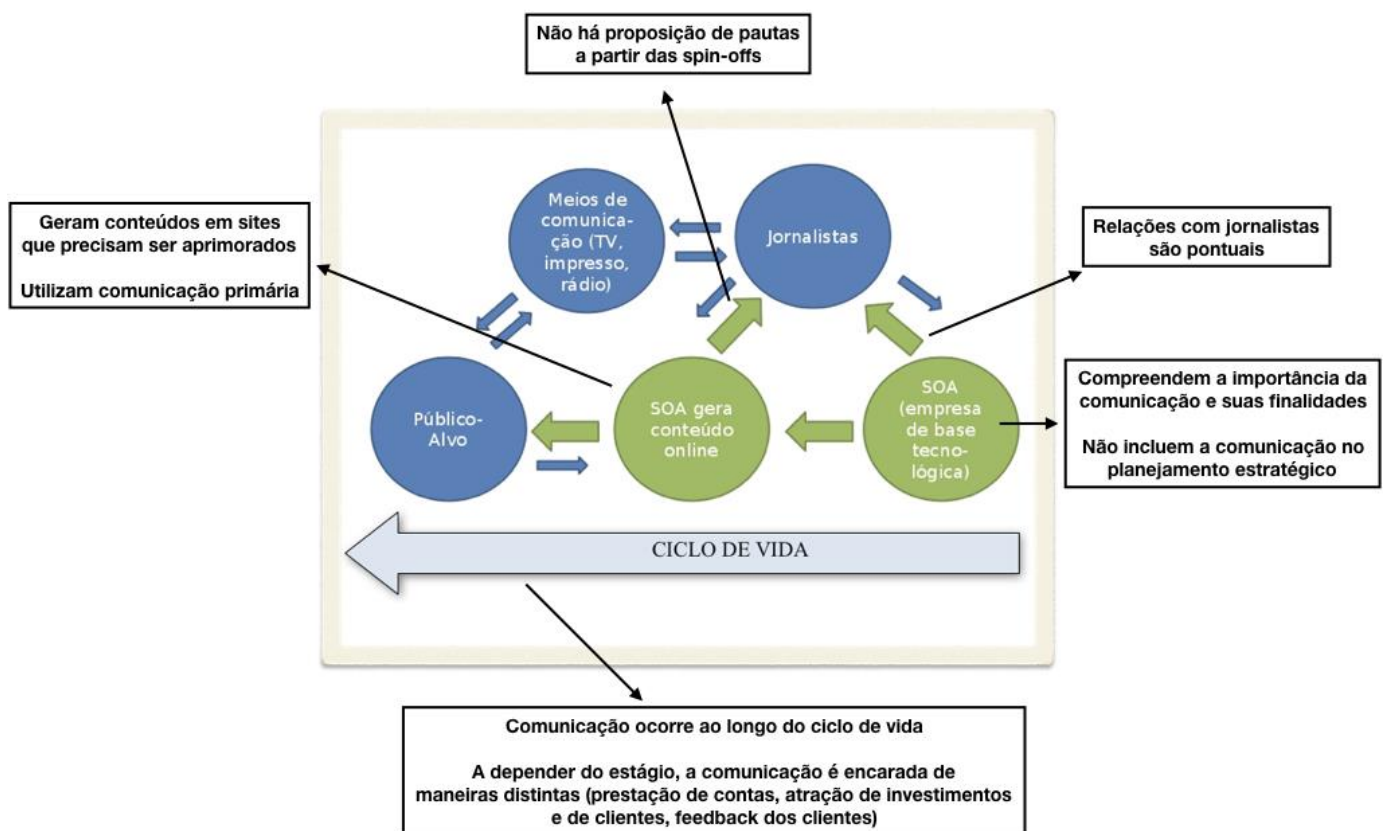 Não há proposição de pautas
a partir das spin-offs
Geram conteúdos em sites
que precisam ser aprimorados
Utilizam comunicação primária
Meios de
comunica-
ção (TV,
impresso,
rádio)
Jornalistas
Relações com jornalistas
são pontuais
Público-
Alvo
SOA gera
conteúdo
online
SOA
(empresa
de base
tecno-
lógica)
Compreendem a importância da
comunicação e suas finalidades
Não incluem a comunicação no
planejamento estratégico
CICLO DE VIDA
Comunicação ocorre ao longo do ciclo de vida
A depender do estágio, a comunicação é encarada de
maneiras distintas (prestação de contas, atração de investimentos
e de clientes, feedback dos clientes)